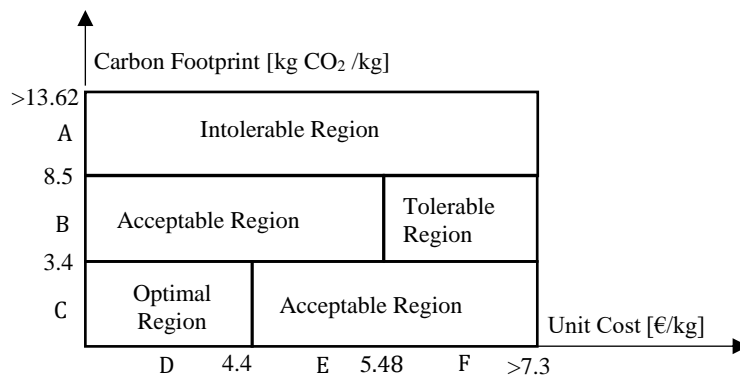 Carbon Footprint [kg CO₂ /kg]
>13.62
A
Intolerable Region
8.5
B
Acceptable Region
Tolerable
Region
3.4
C
Optimal
Region
Acceptable Region
Unit Cost [€/kg]
D
4.4
E
5.48
F
>7.3